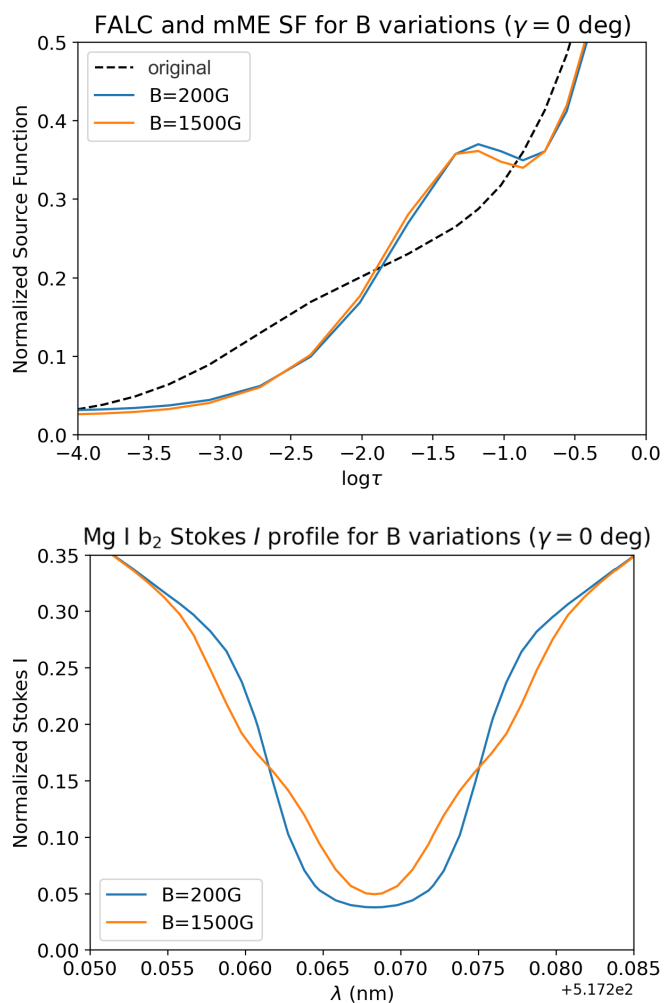 FALC and mME SF for B variations (γ = 0 deg)
Normalized Source Function
0.5
0.4
0.3
0.2
0.1
0.0
original
B=200G
B=1500G
−4.0 −3.5 −3.0 −2.5 −2.0 −1.5 −1.0 −0.5 0.0
logτ
Mg I b₂ Stokes I profile for B variations (γ = 0 deg)
Normalized Stokes I
0.35
0.30
0.25
0.20
0.15
0.10
0.05
0.00
B=200G
B=1500G
0.050 0.055 0.060 0.065 0.070 0.075 0.080 0.085
λ (nm)
+5.172e2